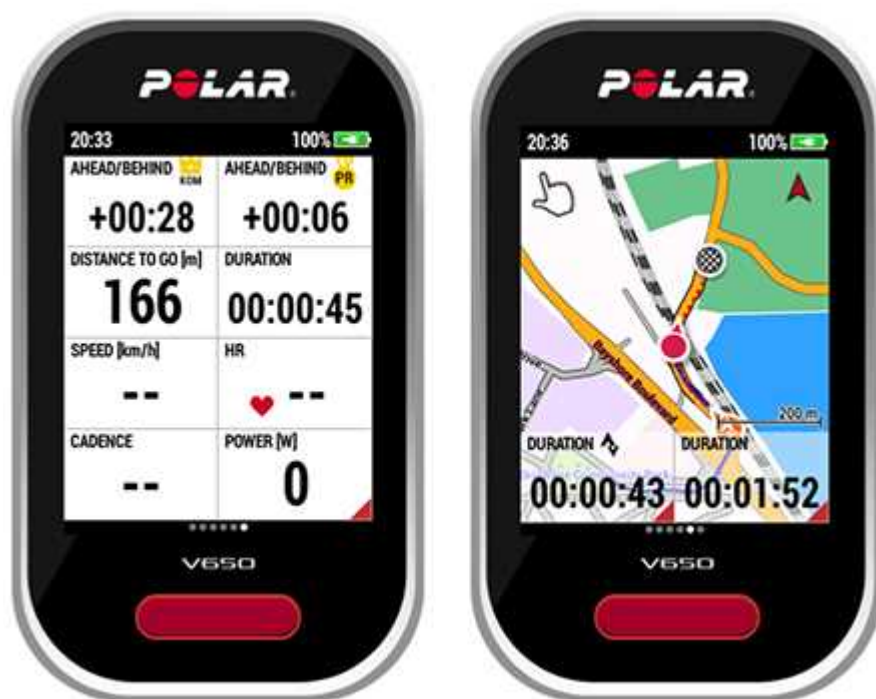 POLAR
20:33 100%
AHEAD/BEHIND KOM AHEAD/BEHIND PR
+00:28 +00:06
DISTANCE TO GO [m] DURATION
166 00:00:45
SPEED [km/h] HR
-- --
CADENCE POWER [W]
-- 0
V650
POLAR
20:36 100%
Bayshore Boulevard
200 m
DURATION DURATION
00:00:43 00:01:52
V650